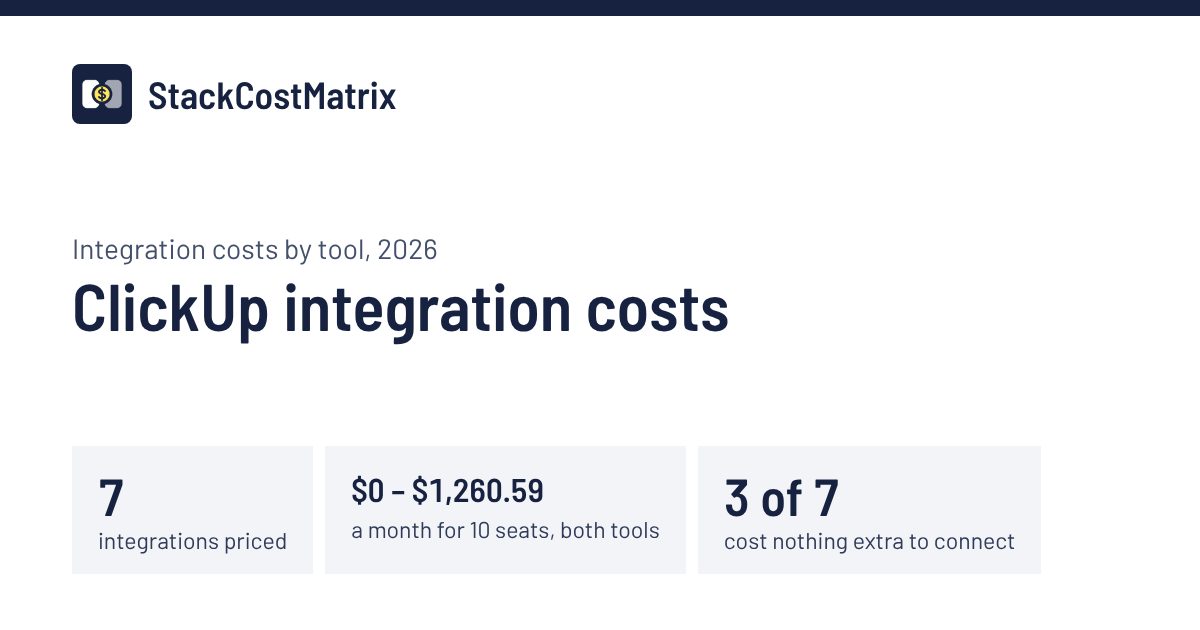 StackCostMatrix
Integration costs by tool, 2026
ClickUp integration costs
7
integrations priced
$0 – $1,260.59
a month for 10 seats, both tools
3 of 7
cost nothing extra to connect